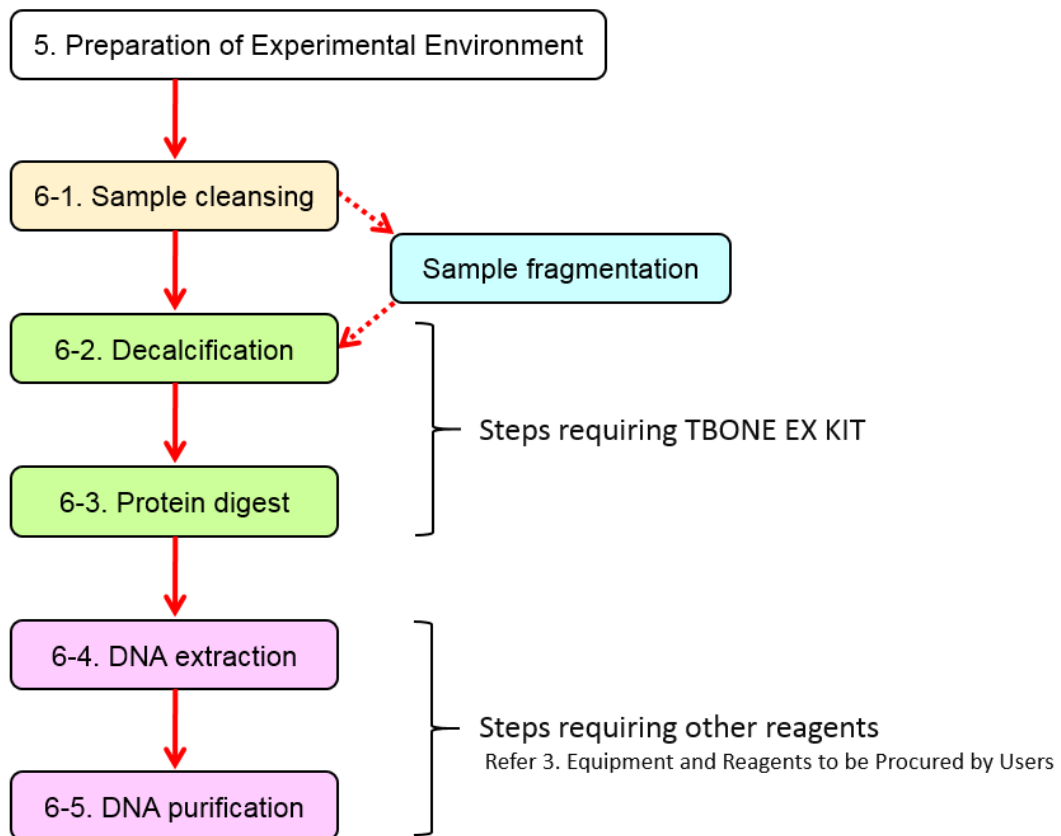 5. Preparation of Experimental Environment
6-1. Sample cleansing
Sample fragmentation
6-2. Decalcification
Steps requiring TBONE EX KIT
6-3. Protein digest
6-4. DNA extraction
Steps requiring other reagents
Refer 3. Equipment and Reagents to be Procured by Users
6-5. DNA purification